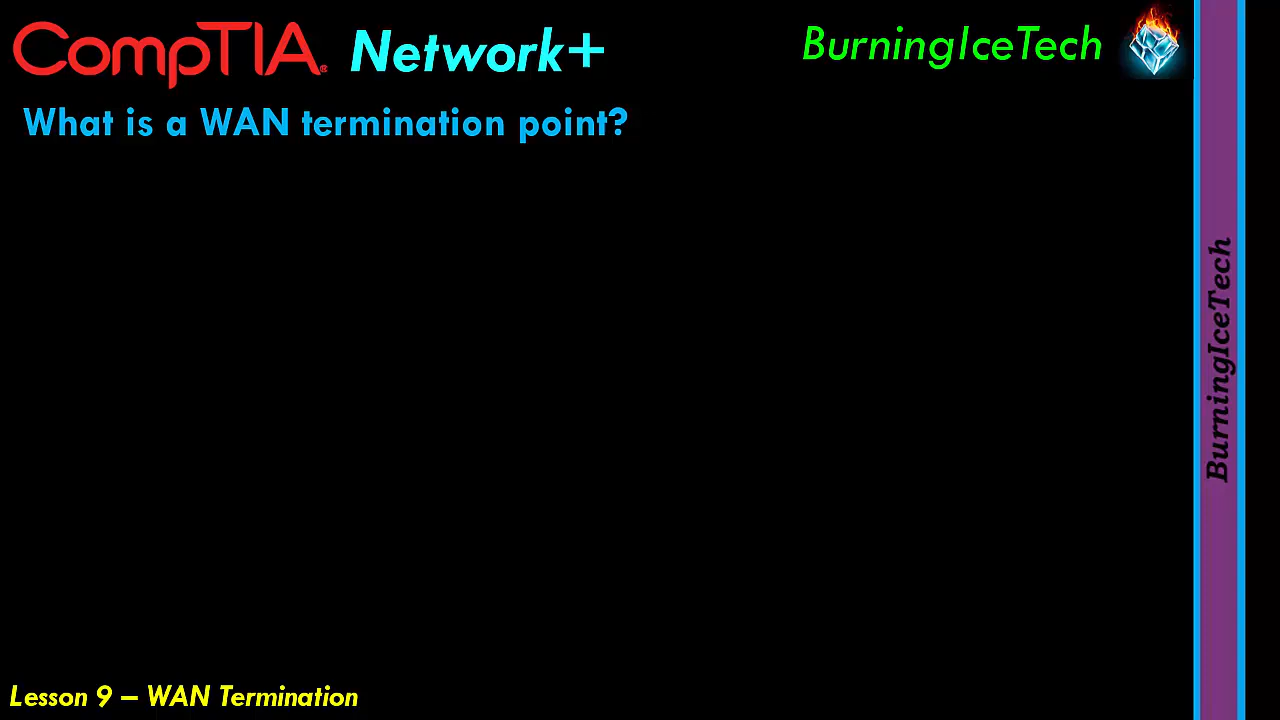 CompTIA® Network+
BurningIceTech
What is a WAN termination point?
BurningIceTech
Lesson 9 – WAN Termination